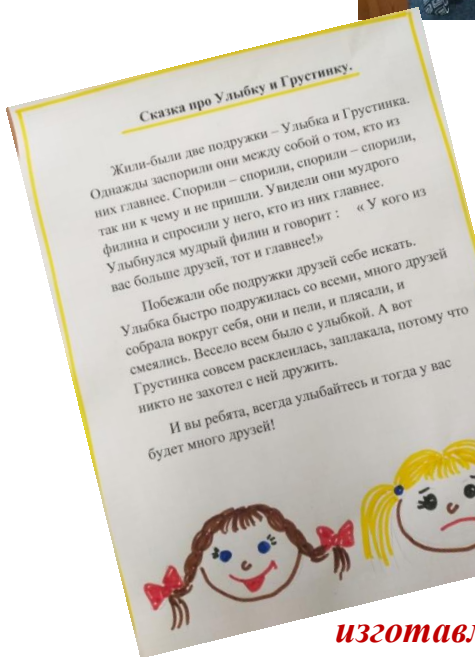 Сказка про Улыбку и Грустинку.
Жили-были две подружки – Улыбка и Грустинка.
Однажды заспорили они между собой о том, кто из
них главнее. Спорили – спорили, спорили – спорили,
так ни к чему и не пришли. Увидели они мудрого
филина и спросили у него, кто из них главнее.
Улыбнулся мудрый филин и говорит : « У кого из
вас больше друзей, тот и главнее!»
Побежали обе подружки друзей себе искать.
Улыбка быстро подружилась со всеми, много друзей
собрала вокруг себя, они и пели, и плясали, и
смеялись. Весело всем было с улыбкой. А вот
Грустинка совсем расклеилась, заплакала, потому что
никто не захотел с ней дружить.
И вы ребята, всегда улыбайтесь и тогда у вас
будет много друзей!